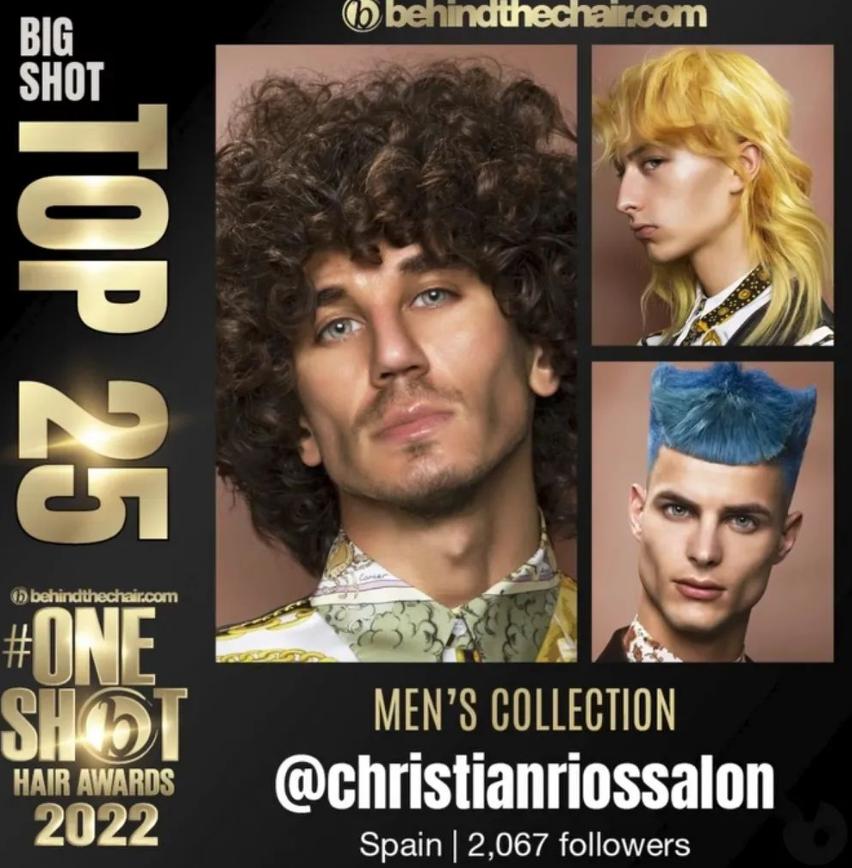 behindthechair.com
BIG
SHOT
TOP 25
behindthechair.com
#ONE
SHOT
HAIR AWARDS
2022
MEN'S COLLECTION
@christianriossalon
Spain | 2,067 followers